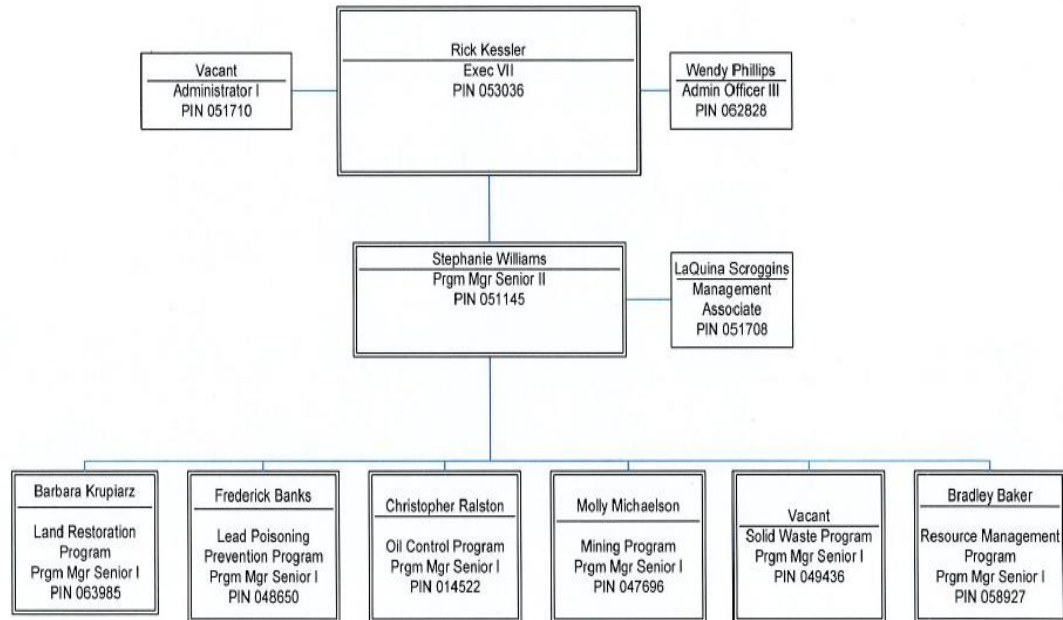 Rick Kessler
Exec VII
PIN 053036
Vacant
Administrator I
PIN 051710
Wendy Phillips
Admin Officer III
PIN 062828
Stephanie Williams
Prgm Mgr Senior II
PIN 051145
LaQuina Scroggins
Management
Associate
PIN 051708
Barbara Krupiarz
Land Restoration
Program
Prgm Mgr Senior I
PIN 063985
Frederick Banks
Lead Poisoning
Prevention Program
Prgm Mgr Senior I
PIN 048650
Christopher Ralston
Oil Control Program
Prgm Mgr Senior I
PIN 014522
Molly Michaelson
Mining Program
Prgm Mgr Senior I
PIN 047696
Vacant
Solid Waste Program
Prgm Mgr Senior I
PIN 049436
Bradley Baker
Resource Management
Program
Prgm Mgr Senior I
PIN 058927